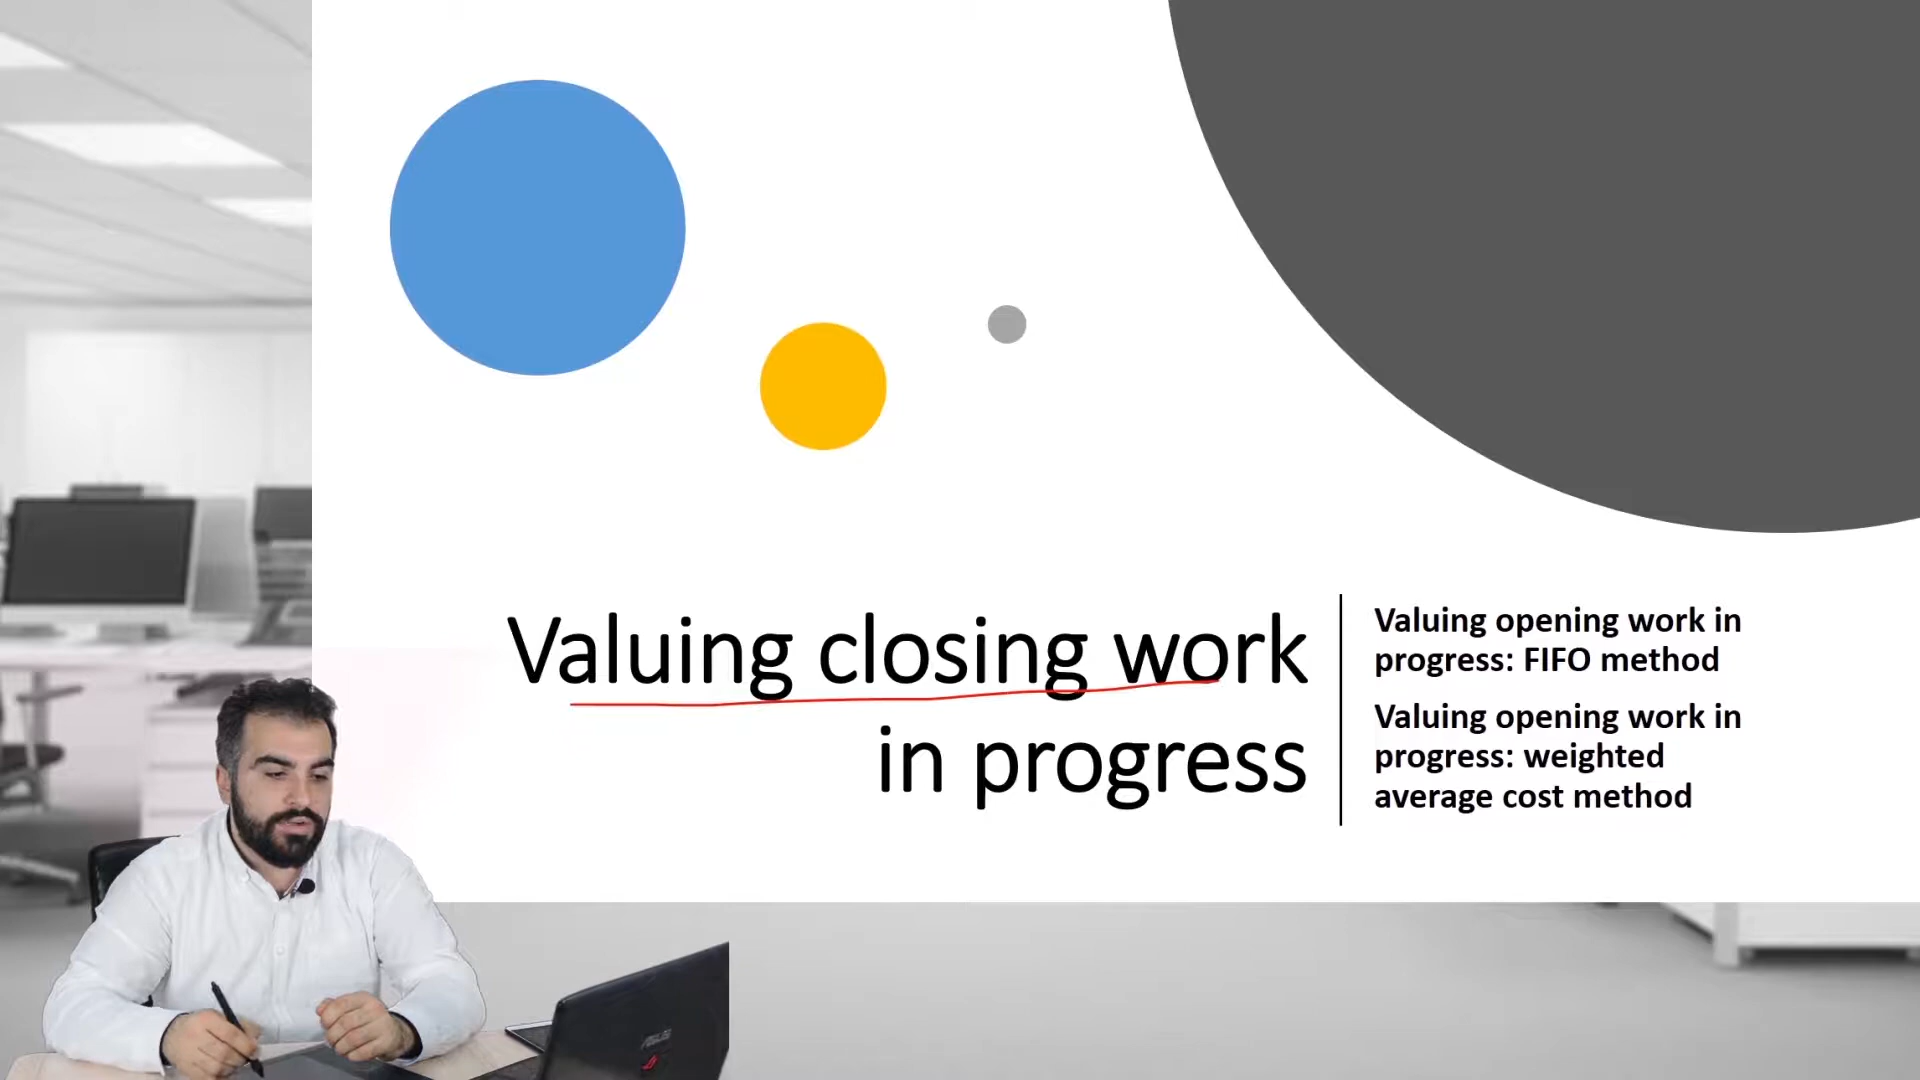 Valuing closing work
in progress
Valuing opening work in
progress: FIFO method
Valuing opening work in
progress: weighted
average cost method
ASUS